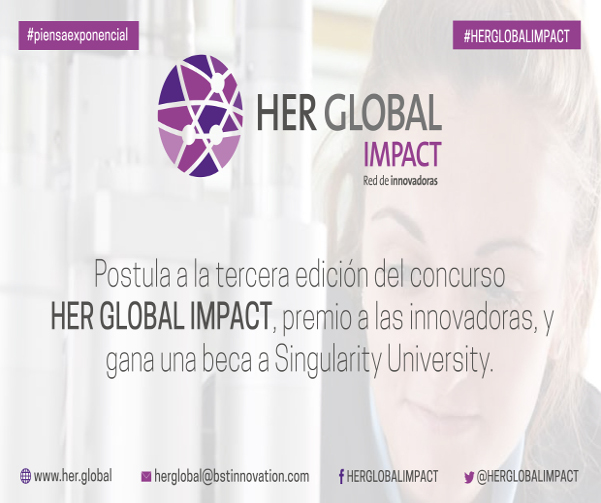 #piensaexponencial
#HERGLOBALIMPACT
HER GLOBAL
IMPACT
Red de innovadoras
Postula a la tercera edición del concurso
HER GLOBAL IMPACT, premio a las innovadoras, y
gana una beca a Singularity University.
www.her.global
herglobal@bstinnovation.com
HERGLOBALIMPACT
@HERGLOBALIMPACT